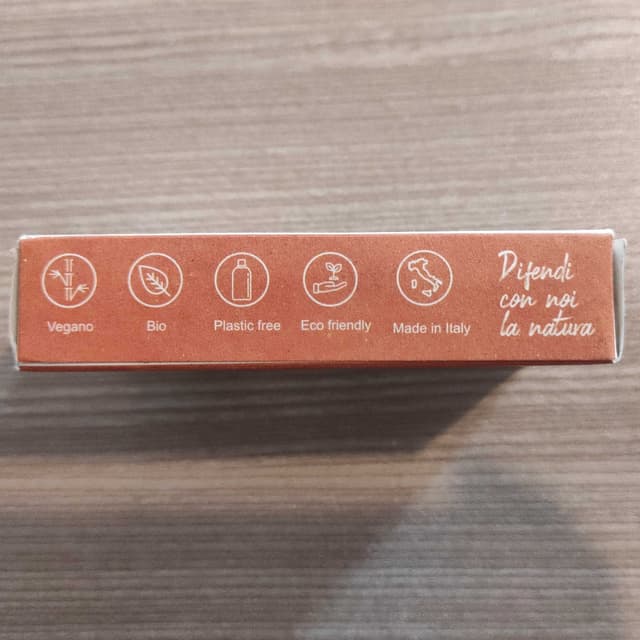 Vegano
Bio
Plastic free
Eco friendly
Made in Italy
Difendi
con noi
la natura